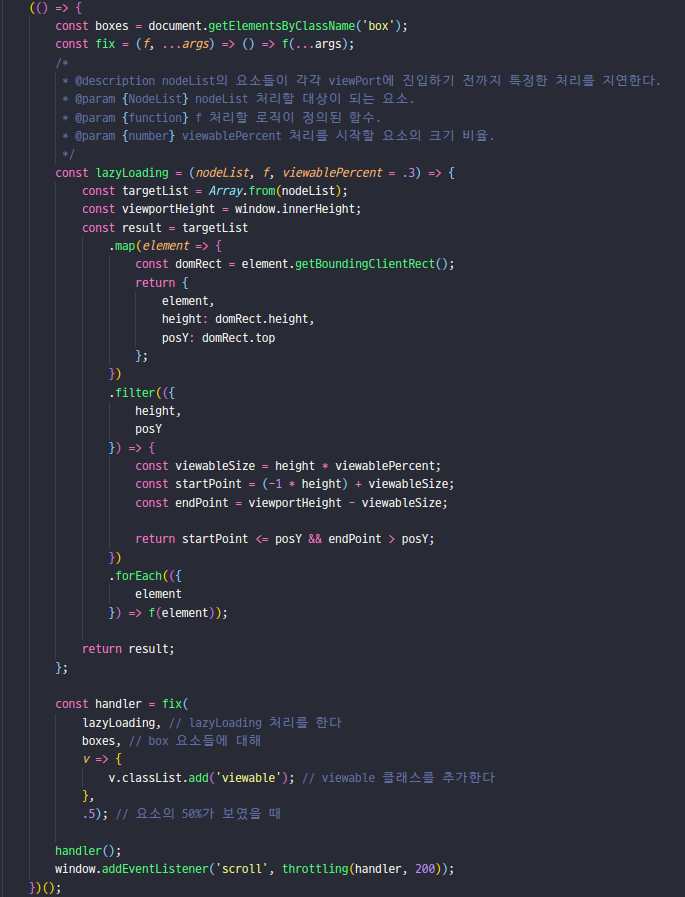 (() => {
const boxes = document.getElementsByClassName('box');
const fix = (f, ...args) => () => f(...args);
/*
* @description nodeList의 요소들이 각각 viewPort에 진입하기 전까지 특정한 처리를 지연한다.
* @param {NodeList} nodeList 처리할 대상이 되는 요소.
* @param {function} f 처리할 로직이 정의된 함수.
* @param {number} viewablePercent 처리를 시작할 요소의 크기 비율.
*/
const lazyLoading = (nodeList, f, viewablePercent = .3) => {
const targetList = Array.from(nodeList);
const viewportHeight = window.innerHeight;
const result = targetList
.map(element => {
const domRect = element.getBoundingClientRect();
return {
element,
height: domRect.height,
posY: domRect.top
};
})
.filter(({
height,
posY
}) => {
const viewableSize = height * viewablePercent;
const startPoint = (-1 * height) + viewableSize;
const endPoint = viewportHeight - viewableSize;
return startPoint <= posY && endPoint > posY;
})
.forEach(({
element
}) => f(element));
return result;
};
const handler = fix(
lazyLoading, // lazyLoading 처리를 한다
boxes, // box 요소들에 대해
v => {
v.classList.add('viewable'); // viewable 클래스를 추가한다
},
.5); // 요소의 50%가 보였을 때
handler();
window.addEventListener('scroll', throttling(handler, 200));
})();